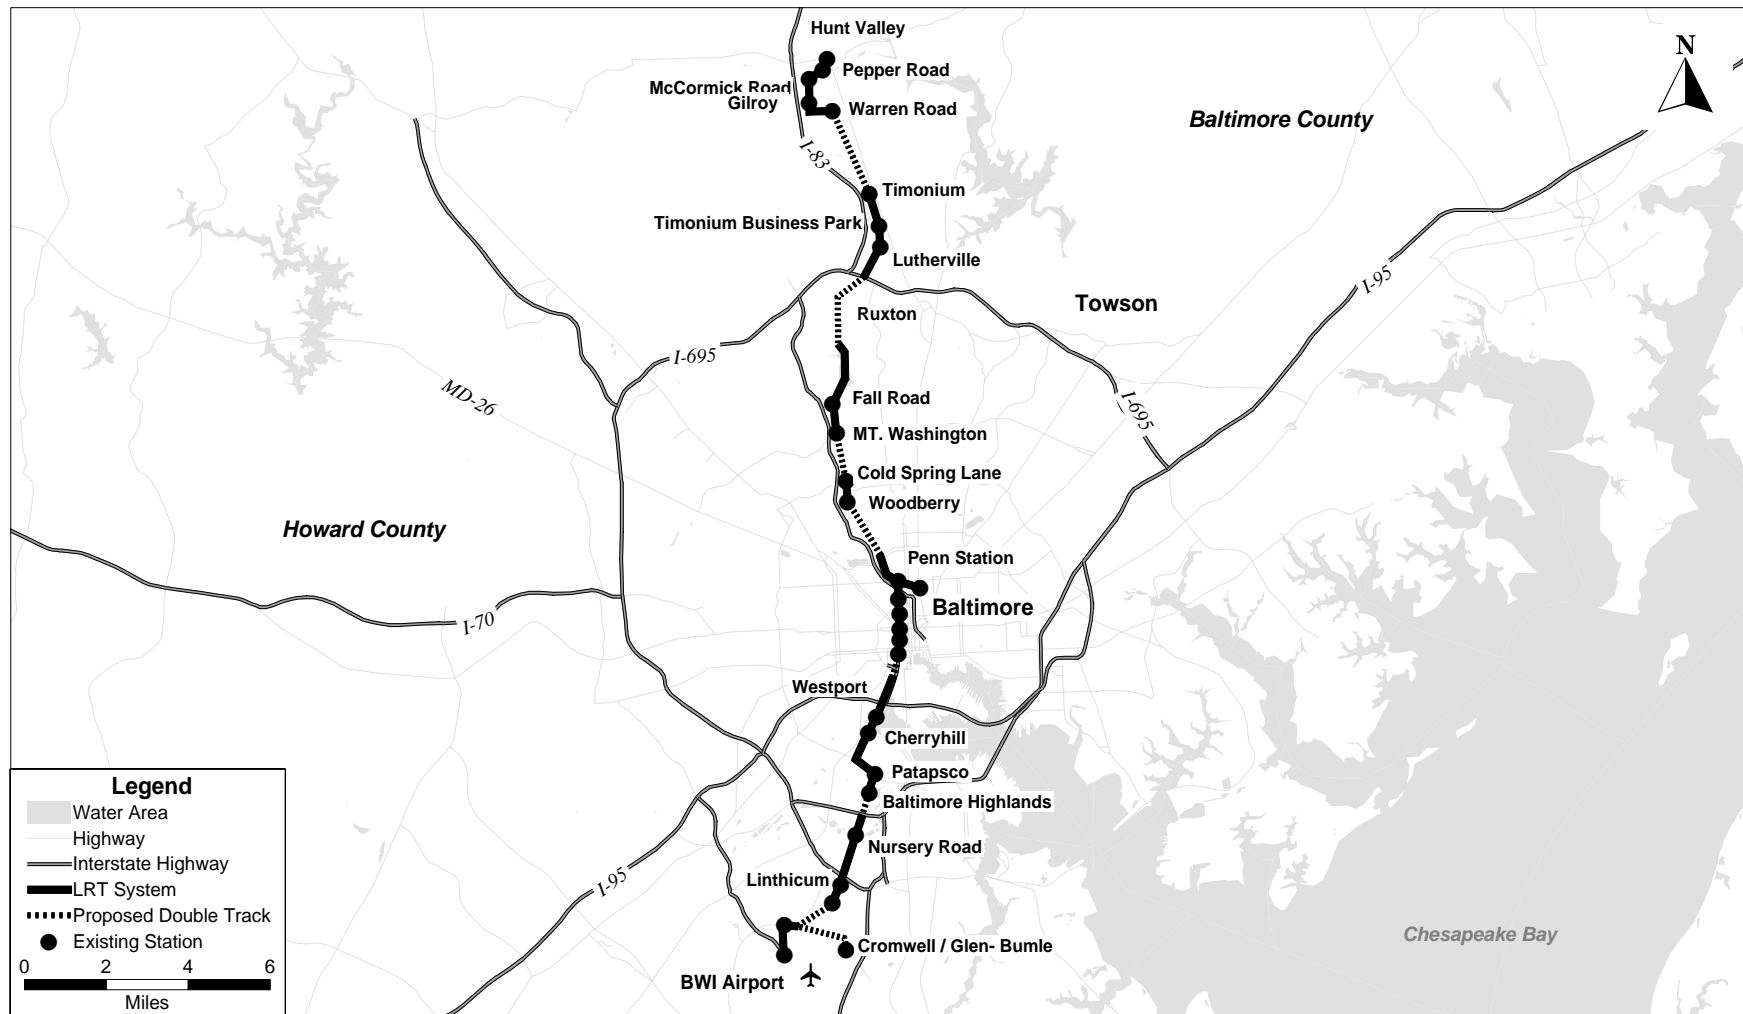 Hunt Valley
N
Pepper Road
McCormick Road
Gilroy
Warren Road
Baltimore County
I-83
Timonium
Timonium Business Park
Lutherville
I-95
Towson
Ruxton
I-695
MD-26
Fall Road
I-695
MT. Washington
Cold Spring Lane
Woodberry
Howard County
Penn Station
Baltimore
I-70
Westport
Cherryhill
Patapsco
Baltimore Highlands
Nursery Road
Linthicum
I-95
Chesapeake Bay
Cromwell / Glen- Bumle
BWI Airport
Legend
Water Area
Highway
Interstate Highway
LRT System
Proposed Double Track
Existing Station
0 2 4 6
Miles